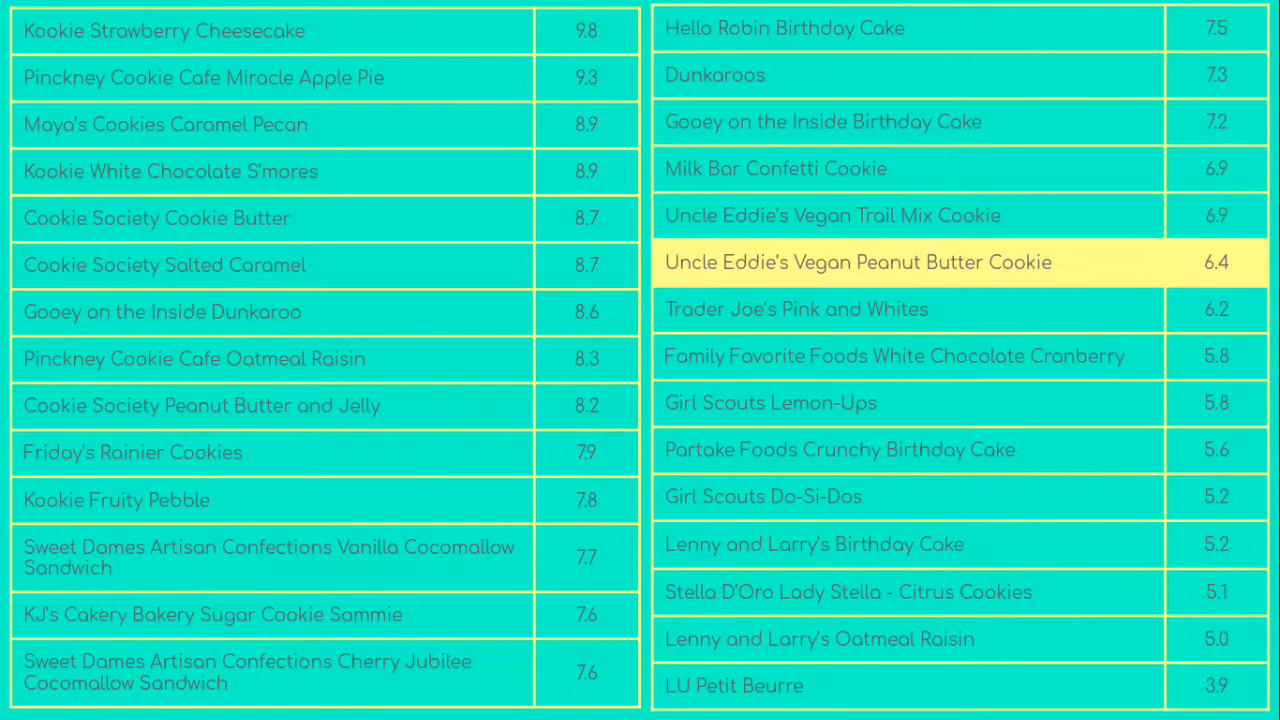 Kookie Strawberry Cheesecake 9.8
Pinckney Cookie Cafe Miracle Apple Pie 9.3
Maya's Cookies Caramel Pecan 8.9
Kookie White Chocolate S'mores 8.9
Cookie Society Cookie Butter 8.7
Cookie Society Salted Caramel 8.7
Gooey on the Inside Dunkaroo 8.6
Pinckney Cookie Cafe Oatmeal Raisin 8.3
Cookie Society Peanut Butter and Jelly 8.2
Friday's Rainier Cookies 7.9
Kookie Fruity Pebble 7.8
Sweet Dames Artisan Confections Vanilla Cocomallow
Sandwich 7.7
KJ's Cakery Bakery Sugar Cookie Sammie 7.6
Sweet Dames Artisan Confections Cherry Jubilee
Cocomallow Sandwich 7.6
Hello Robin Birthday Cake 7.5
Dunkaroos 7.3
Gooey on the Inside Birthday Cake 7.2
Milk Bar Confetti Cookie 6.9
Uncle Eddie's Vegan Trail Mix Cookie 6.9
Uncle Eddie's Vegan Peanut Butter Cookie 6.4
Trader Joe's Pink and Whites 6.2
Family Favorite Foods White Chocolate Cranberry 5.8
Girl Scouts Lemon-Ups 5.8
Partake Foods Crunchy Birthday Cake 5.6
Girl Scouts Do-Si-Dos 5.2
Lenny and Larry's Birthday Cake 5.2
Stella D'Oro Lady Stella - Citrus Cookies 5.1
Lenny and Larry's Oatmeal Raisin 5.0
LU Petit Beurre 3.9